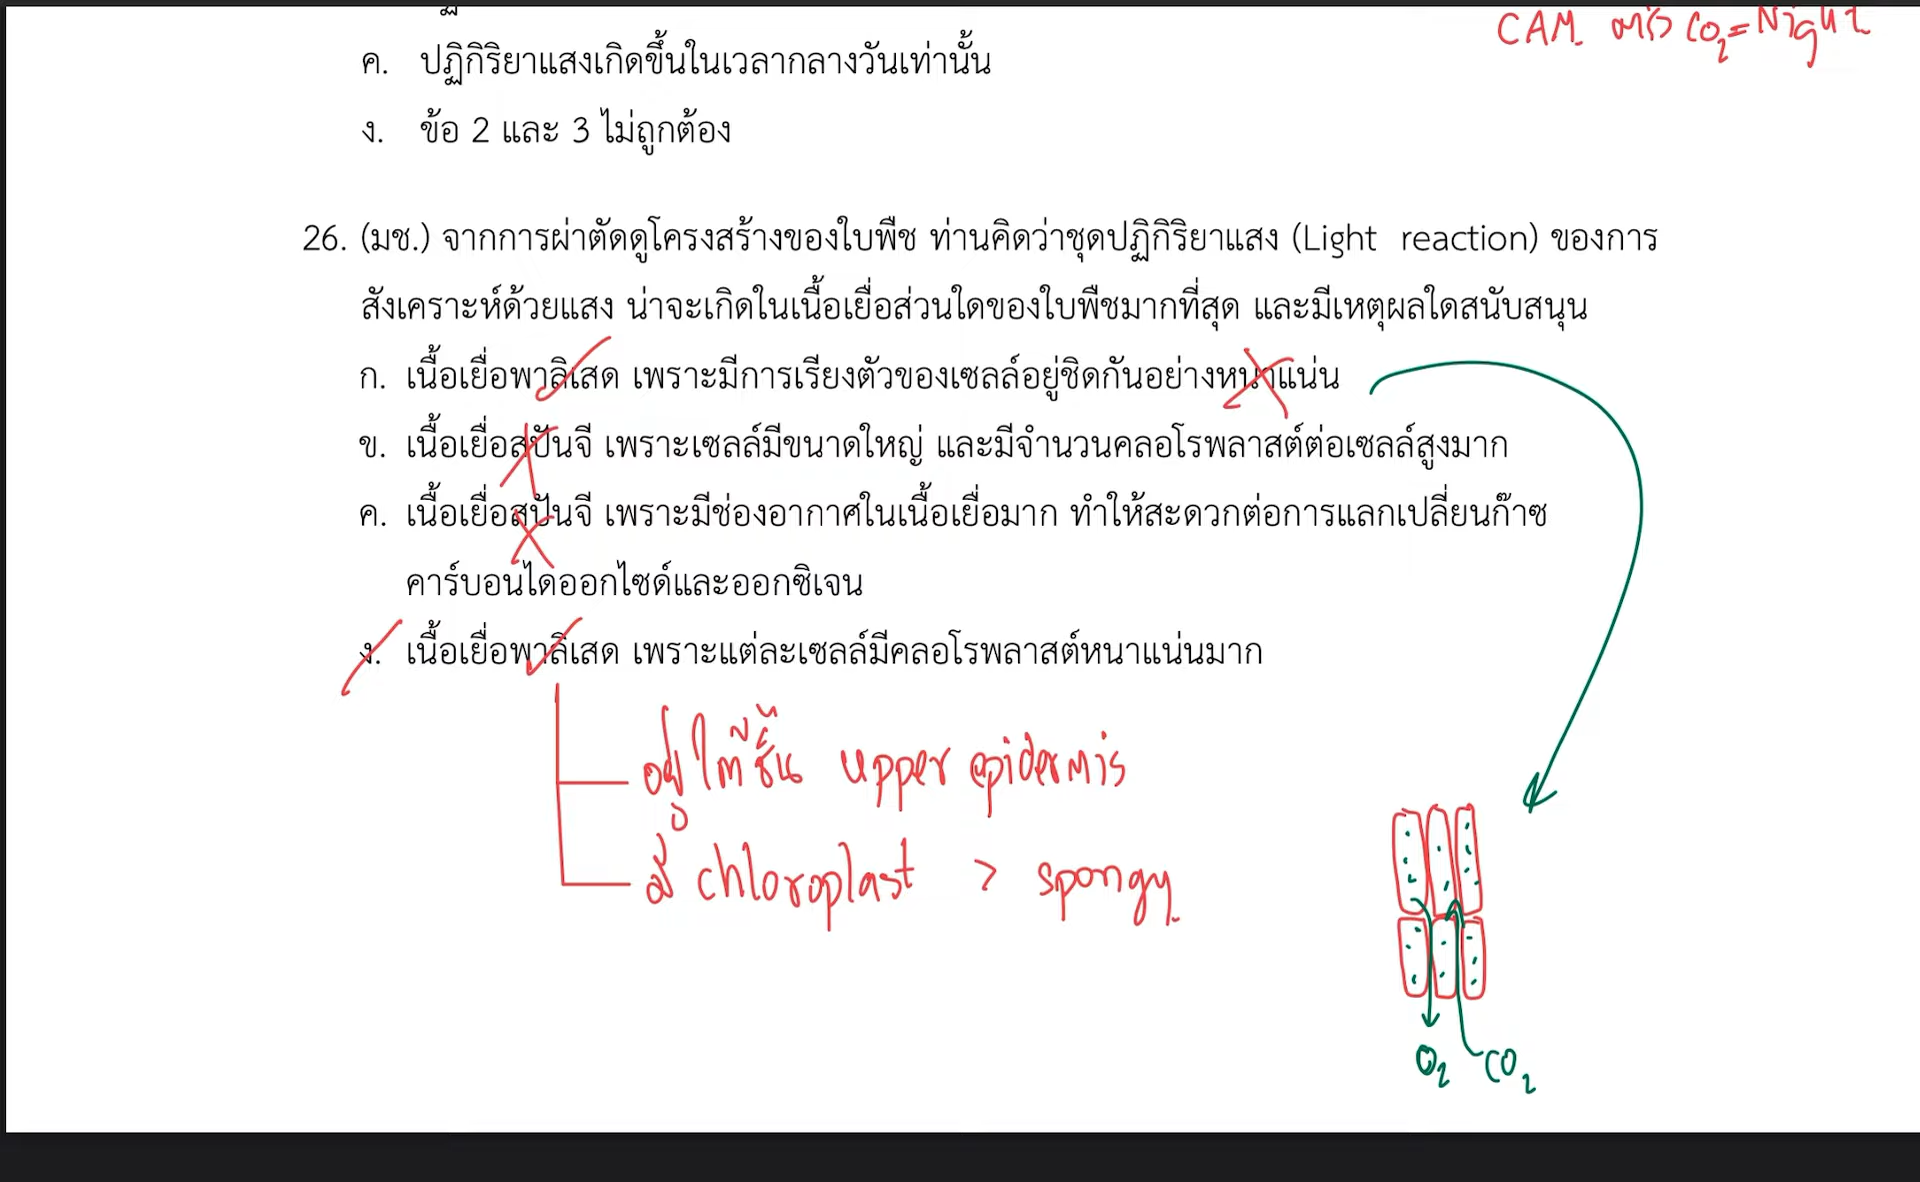 CAM ตรึง CO2 = Night
ค. ปฏิกิริยาแสงเกิดขึ้นในเวลากลางวันเท่านั้น
ง. ข้อ 2 และ 3 ไม่ถูกต้อง
26. (มช.) จากการผ่าตัดดูโครงสร้างของใบพืช ท่านคิดว่าชุดปฏิกิริยาแสง (Light reaction) ของการ
สังเคราะห์ด้วยแสง น่าจะเกิดในเนื้อเยื่อส่วนใดของใบพืชมากที่สุด และมีเหตุผลใดสนับสนุน
ก. เนื้อเยื่อพาลิเสด เพราะมีการเรียงตัวของเซลล์อยู่ชิดกันอย่างหนาแน่น
ข. เนื้อเยื่อสปันจี เพราะเซลล์มีขนาดใหญ่ และมีจำนวนคลอโรพลาสต์ต่อเซลล์สูงมาก
ค. เนื้อเยื่อสปันจี เพราะมีช่องอากาศในเนื้อเยื่อมาก ทำให้สะดวกต่อการแลกเปลี่ยนก๊าซ
คาร์บอนไดออกไซด์และออกซิเจน
ง. เนื้อเยื่อพาลิเสด เพราะแต่ละเซลล์มีคลอโรพลาสต์หนาแน่นมาก
อยู่ใต้ชั้น upper epidermis
มี chloroplast > spongy
O2 CO2